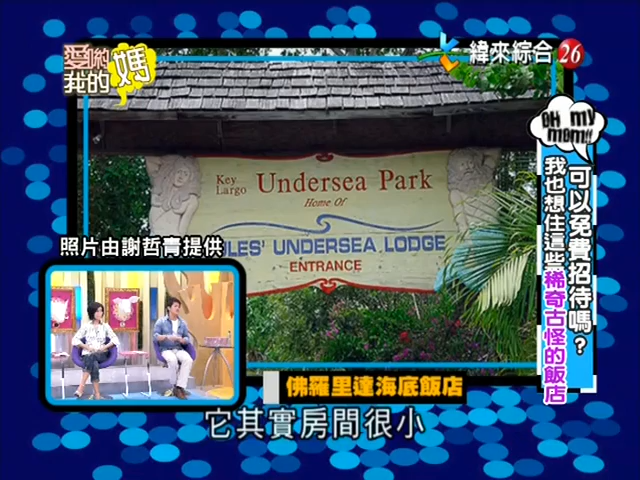 愛喲
我的媽
緯來綜合 26
OH my
mom!!
可以免費招待嗎？
我也想住這些稀奇古怪的飯店
Key
Largo
Undersea Park
Home Of
ULES' UNDERSEA LODGE
ENTRANCE
照片由謝哲青提供
佛羅里達海底飯店
它其實房間很小